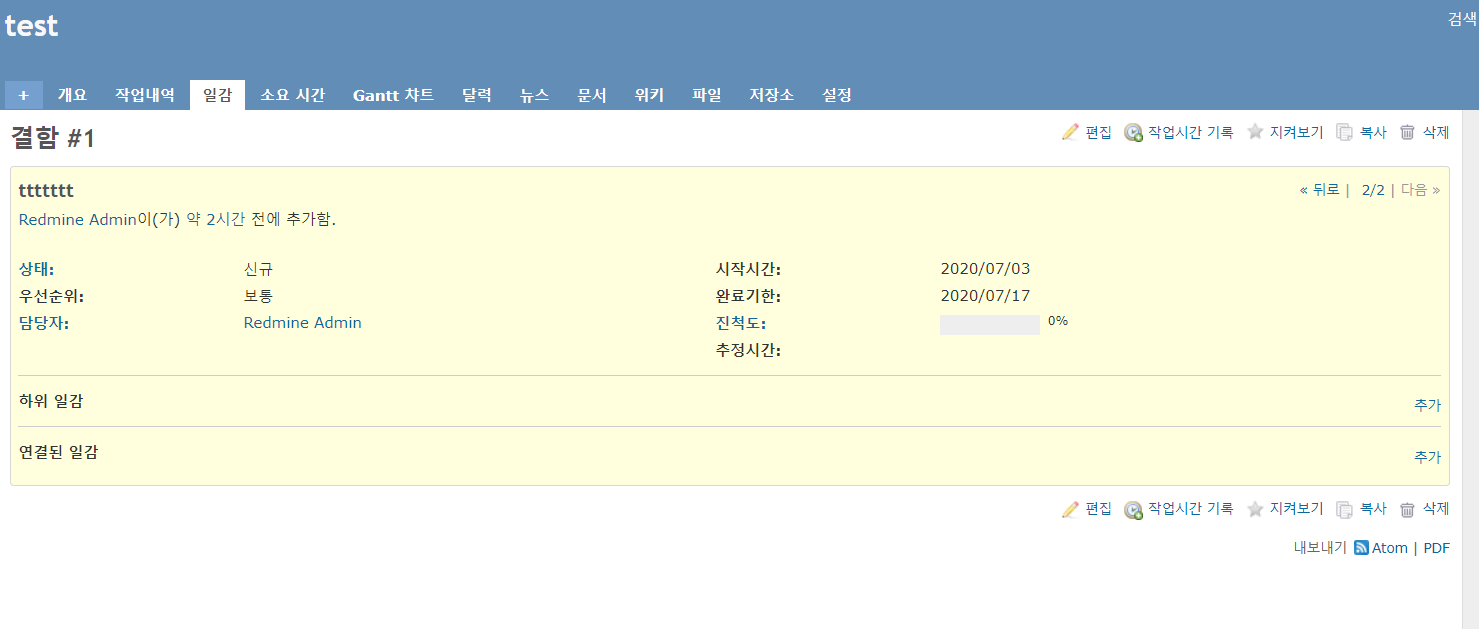 test
검색
+ 개요 작업내역 일감 소요 시간 Gantt 챠트 달력 뉴스 문서 위키 파일 저장소 설정
결함 #1
편집 작업시간 기록 지켜보기 복사 삭제
ttttttt
« 뒤로 | 2/2 | 다음 »
Redmine Admin이(가) 약 2시간 전에 추가함.
상태: 신규 시작시간: 2020/07/03
우선순위: 보통 완료기한: 2020/07/17
담당자: Redmine Admin 진척도: 0%
추정시간:
하위 일감 추가
연결된 일감 추가
편집 작업시간 기록 지켜보기 복사 삭제
내보내기 Atom | PDF